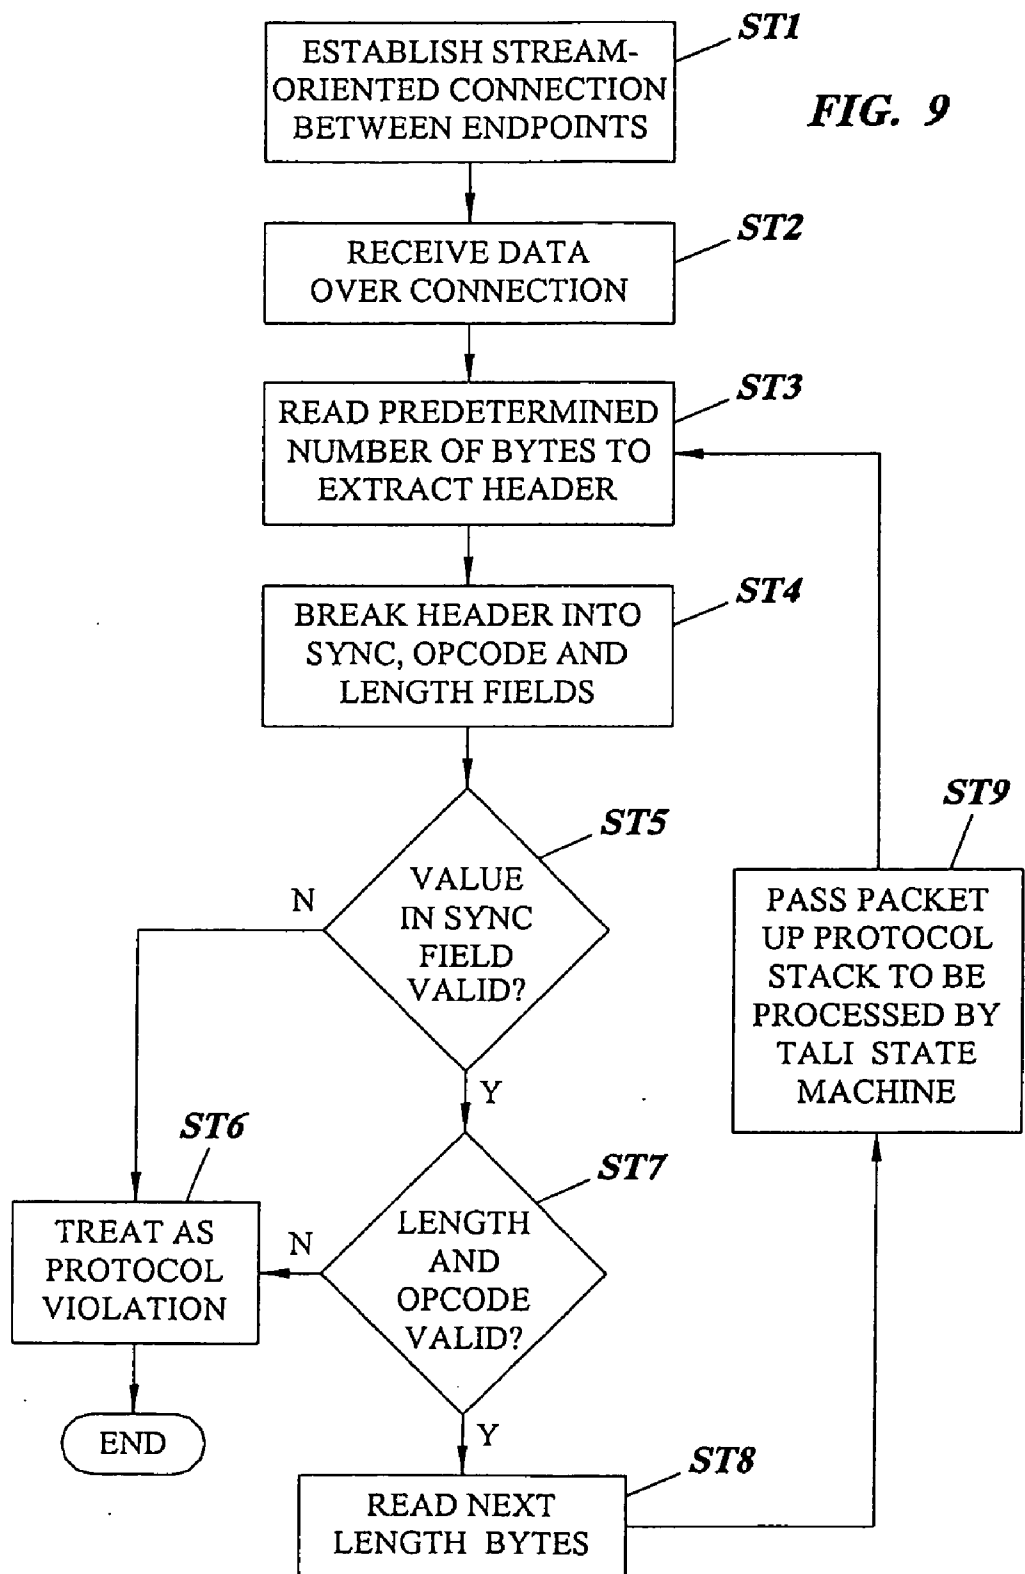 ST1
ESTABLISH STREAM-
ORIENTED CONNECTION
BETWEEN ENDPOINTS
FIG. 9
ST2
RECEIVE DATA
OVER CONNECTION
ST3
READ PREDETERMINED
NUMBER OF BYTES TO
EXTRACT HEADER
ST4
BREAK HEADER INTO
SYNC, OPCODE AND
LENGTH FIELDS
ST5
VALUE
IN SYNC
FIELD
VALID?
N
Y
ST6
TREAT AS
PROTOCOL
VIOLATION
END
ST7
LENGTH
AND
OPCODE
VALID?
N
Y
ST8
READ NEXT
LENGTH BYTES
ST9
PASS PACKET
UP PROTOCOL
STACK TO BE
PROCESSED BY
TALI STATE
MACHINE